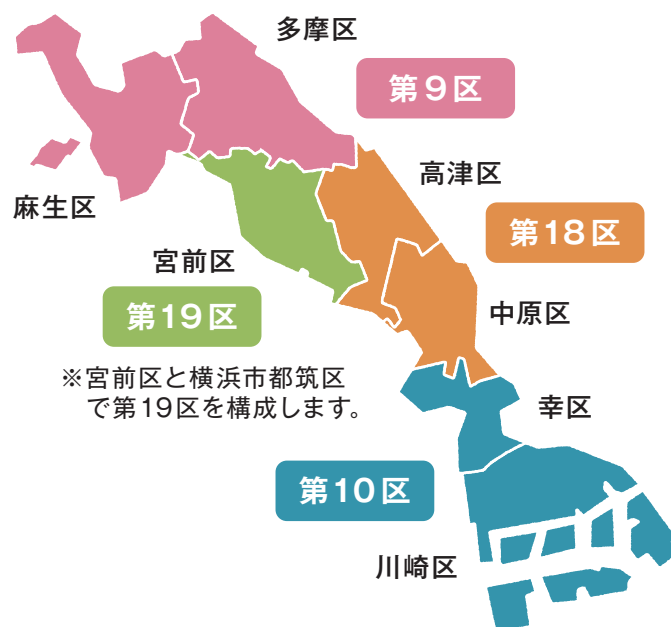 多摩区
第9区
高津区
麻生区
第18区
宮前区
第19区
中原区
※宮前区と横浜市都筑区
で第19区を構成します。
幸区
第10区
川崎区